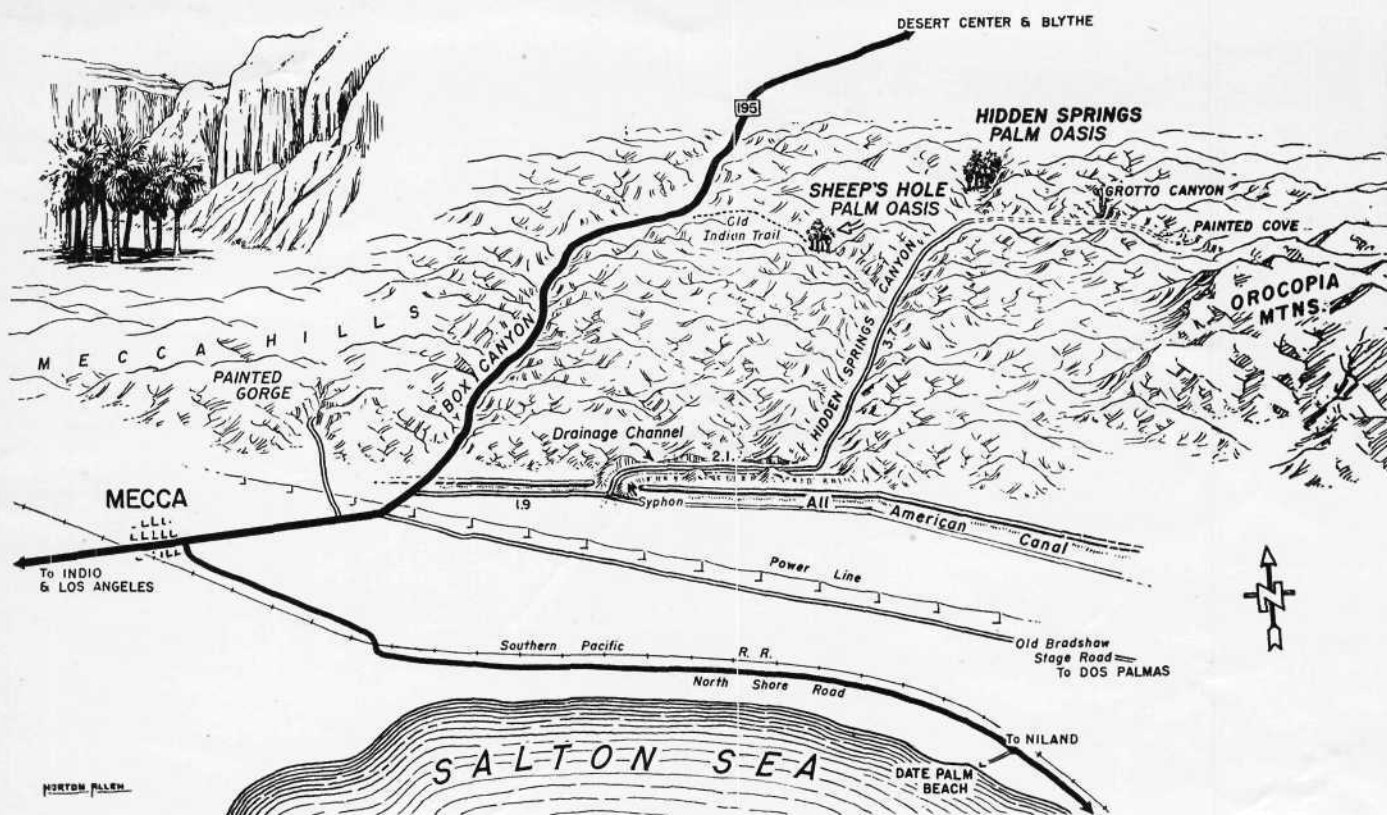 DESERT CENTER & BLYTHE
195
HIDDEN SPRINGS
PALM OASIS
SHEEP'S HOLE
PALM OASIS
GROTTO CANYON
PAINTED COVE
Old
Indian Trail
OROCOPIA
MTNS.
MECCA HILLS
BOX CANYON
HIDDEN SPRINGS CANYON
3.7
PAINTED
GORGE
Drainage Channel
2.1
MECCA
1.9
Syphon
All American Canal
To INDIO
& LOS ANGELES
Power Line
N
Old Bradshaw
Stage Road
To DOS PALMAS
Southern Pacific R. R.
North Shore Road
To NILAND
SALTON SEA
DATE PALM
BEACH
NORTON ALLEN